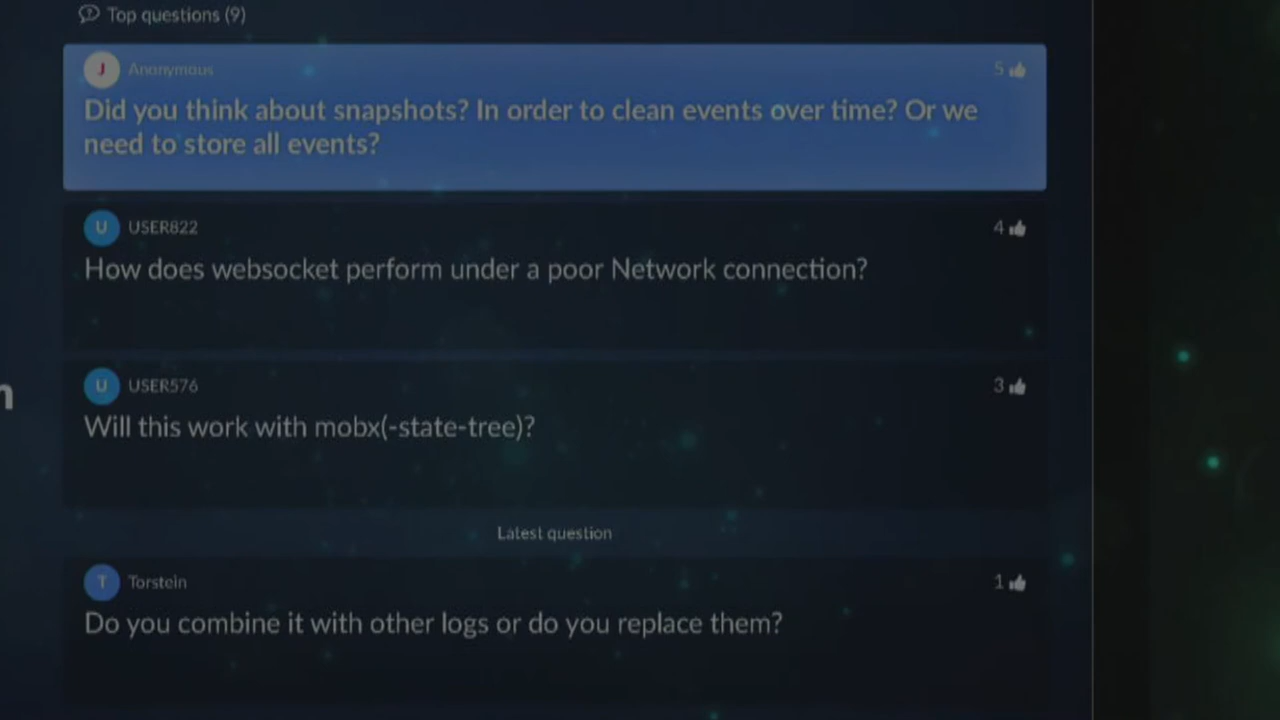 Top questions (9)
J Anonymous 5
Did you think about snapshots? In order to clean events over time? Or we
need to store all events?
U USER822 4
How does websocket perform under a poor Network connection?
U USER576 3
n
Will this work with mobx(-state-tree)?
Latest question
T Torstein 1
Do you combine it with other logs or do you replace them?